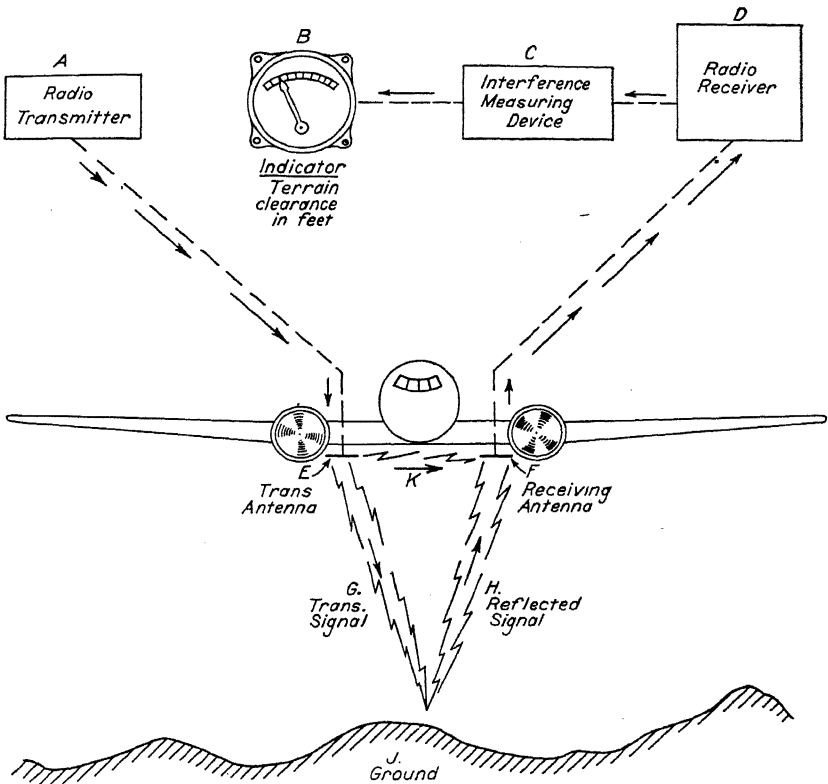 A
Radio
Transmitter
B
Indicator
Terrain
clearance
in feet
C
Interference
Measuring
Device
D
Radio
Receiver
E
Trans
Antenna
K
F
Receiving
Antenna
G.
Trans.
Signal
H.
Reflected
Signal
J.
Ground